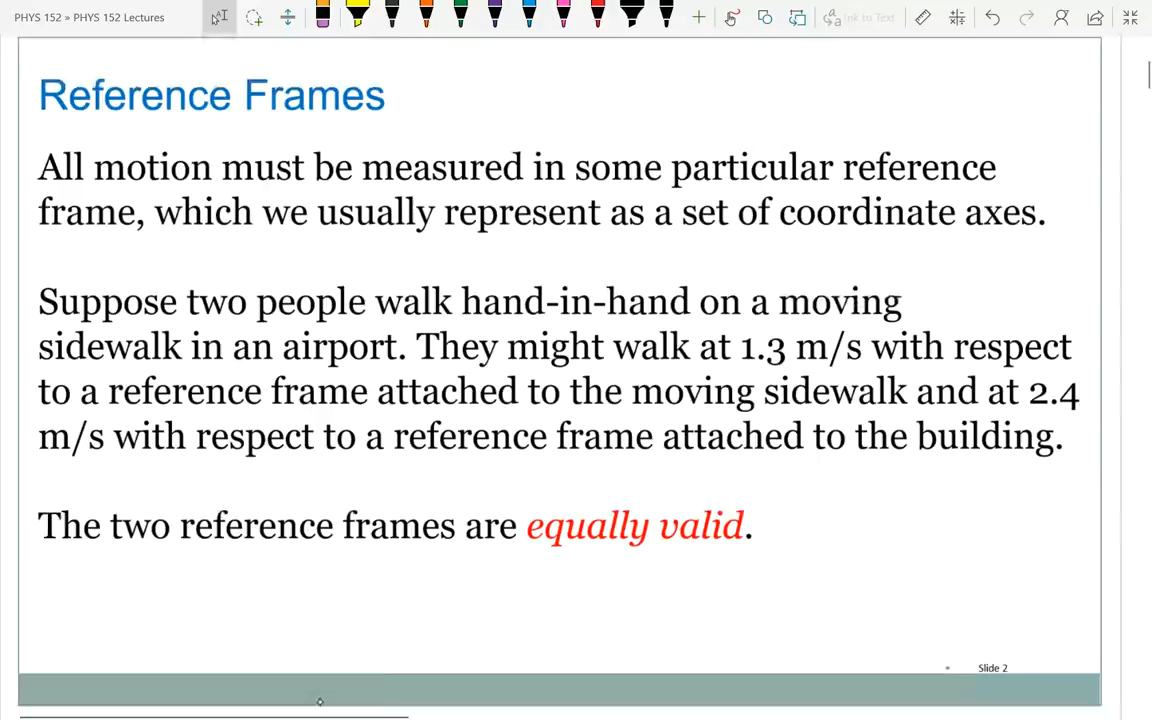 PHYS 152 » PHYS 152 Lectures
Ink to Text
Reference Frames
All motion must be measured in some particular reference
frame, which we usually represent as a set of coordinate axes.
Suppose two people walk hand-in-hand on a moving
sidewalk in an airport. They might walk at 1.3 m/s with respect
to a reference frame attached to the moving sidewalk and at 2.4
m/s with respect to a reference frame attached to the building.
The two reference frames are equally valid.
Slide 2